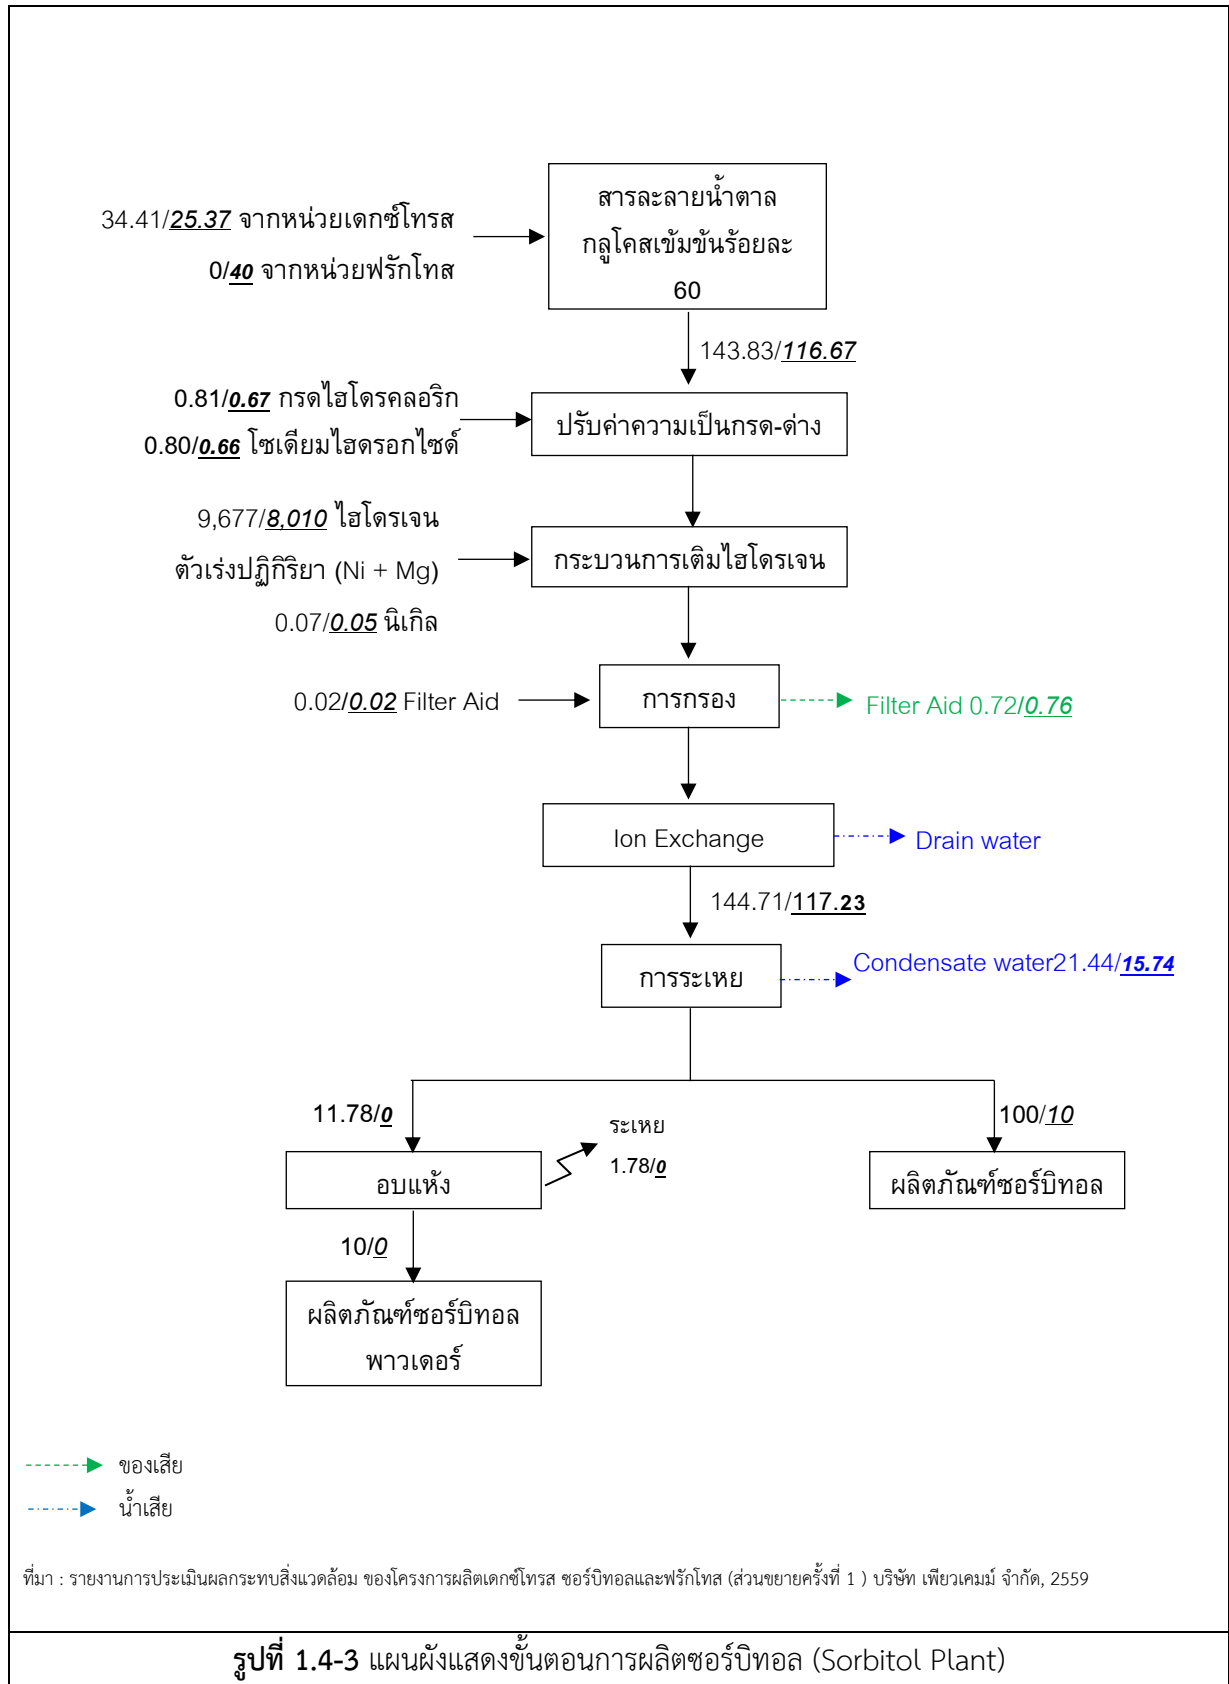 สารละลายน้ำตาล
กลูโคสเข้มข้นร้อยละ
60
34.41/25.37 จากหน่วยเดกซ์โทรส
0/40 จากหน่วยฟรักโทส
143.83/116.67
0.81/0.67 กรดไฮโดรคลอริก
0.80/0.66 โซเดียมไฮดรอกไซด์
ปรับค่าความเป็นกรด-ด่าง
9,677/8,010 ไฮโดรเจน
ตัวเร่งปฏิกิริยา (Ni + Mg)
0.07/0.05 นิเกิล
กระบวนการเติมไฮโดรเจน
0.02/0.02 Filter Aid
การกรอง
Filter Aid 0.72/0.76
Ion Exchange
Drain water
144.71/117.23
การระเหย
Condensate water21.44/15.74
11.78/0
ระเหย
1.78/0
100/10
อบแห้ง
ผลิตภัณฑ์ซอร์บิทอล
10/0
ผลิตภัณฑ์ซอร์บิทอล
พาวเดอร์
ของเสีย
น้ำเสีย
ที่มา : รายงานการประเมินผลกระทบสิ่งแวดล้อม ของโครงการผลิตเดกซ์โทรส ซอร์บิทอลและฟรักโทส (ส่วนขยายครั้งที่ 1 ) บริษัท เพียวเคมม์ จำกัด, 2559
รูปที่ 1.4-3 แผนผังแสดงขั้นตอนการผลิตซอร์บิทอล (Sorbitol Plant)